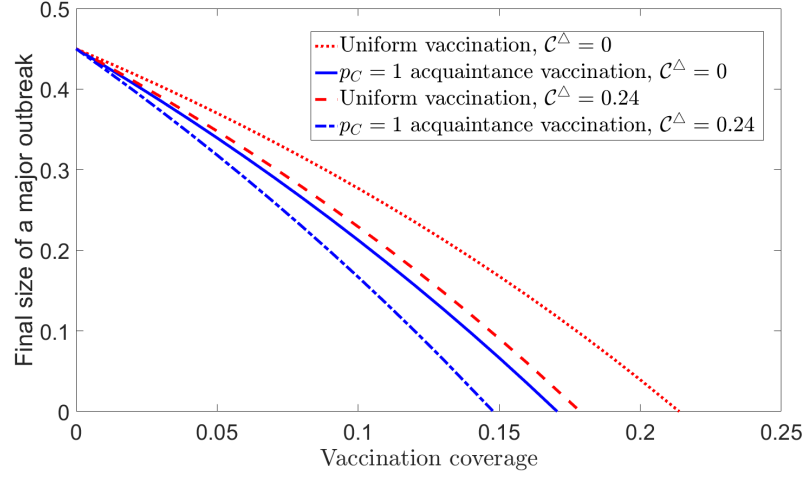 Uniform vaccination, 𝒞^△ = 0
p_C = 1 acquaintance vaccination, 𝒞^△ = 0
Uniform vaccination, 𝒞^△ = 0.24
p_C = 1 acquaintance vaccination, 𝒞^△ = 0.24
Final size of a major outbreak
0.5
0.4
0.3
0.2
0.1
0
0
0.05
0.1
0.15
0.2
0.25
Vaccination coverage